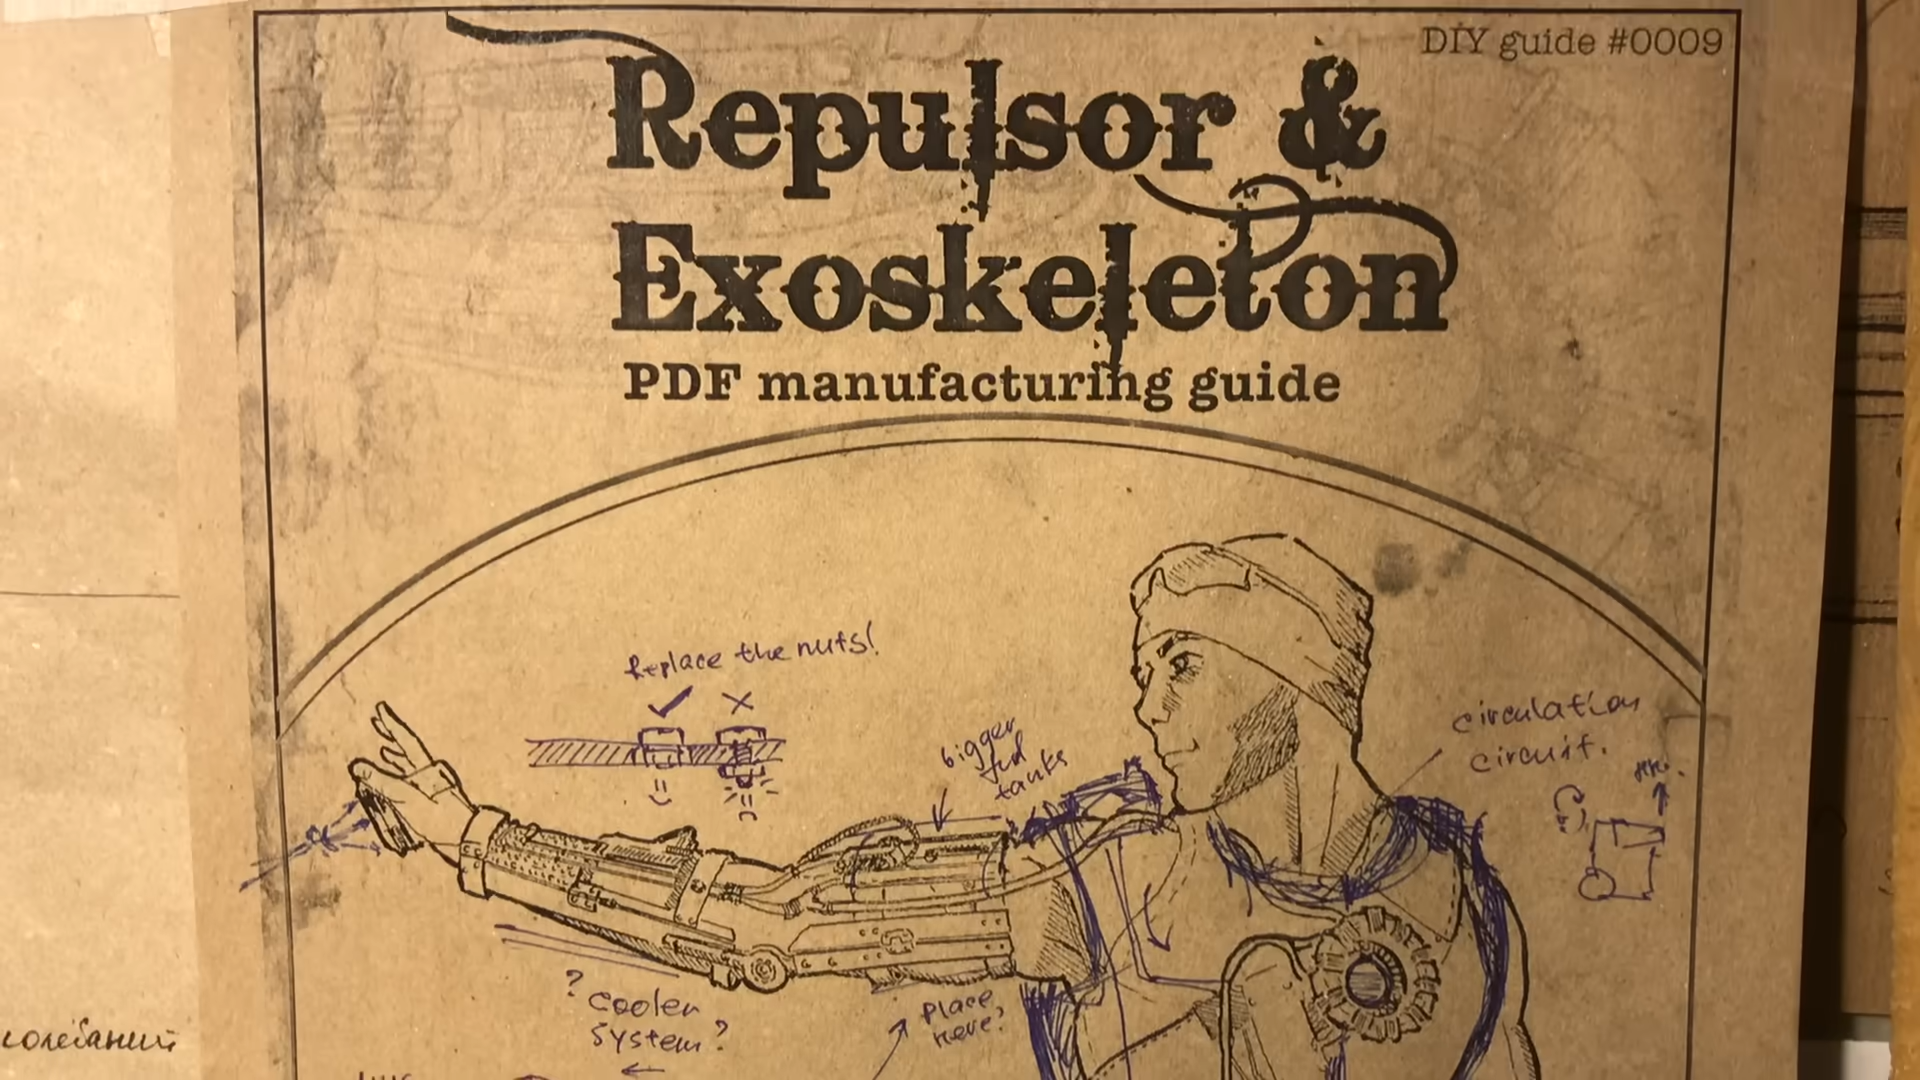 DIY guide #0009
Repulsor &
Exoskeleton
PDF manufacturing guide
Replace the nuts!
bigger
fuel
tanks
circulation
circuit.
? cooler
system?
place
here?